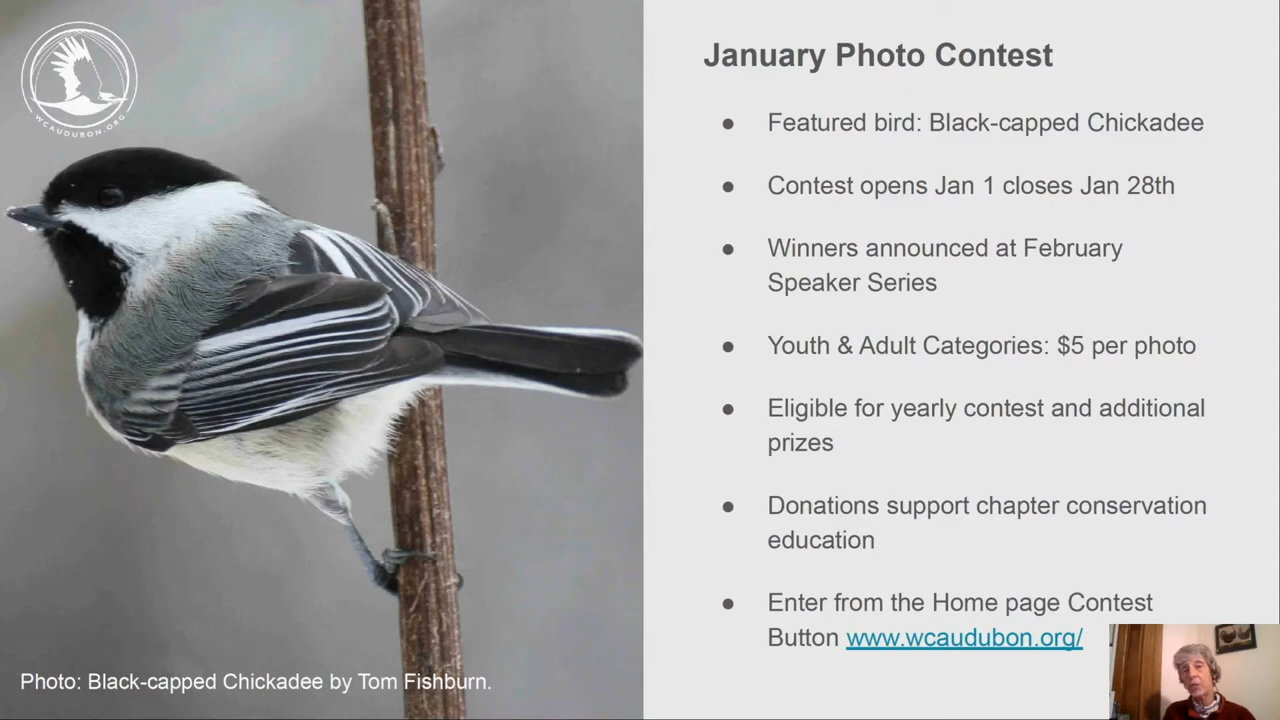 WCAUDUBON.ORG
January Photo Contest
● Featured bird: Black-capped Chickadee
● Contest opens Jan 1 closes Jan 28th
● Winners announced at February
Speaker Series
● Youth & Adult Categories: $5 per photo
● Eligible for yearly contest and additional
prizes
● Donations support chapter conservation
education
● Enter from the Home page Contest
Button www.wcaudubon.org/
Photo: Black-capped Chickadee by Tom Fishburn.